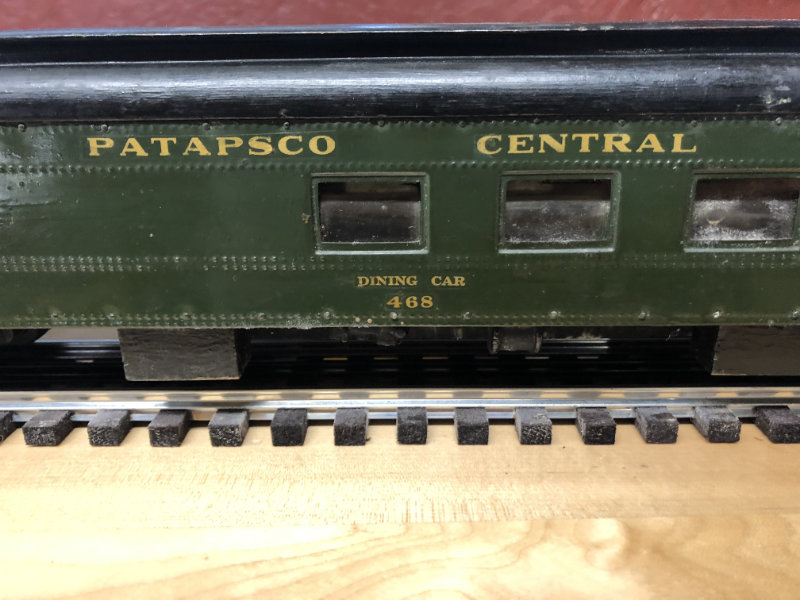 PATAPSCO CENTRAL
DINING CAR
468